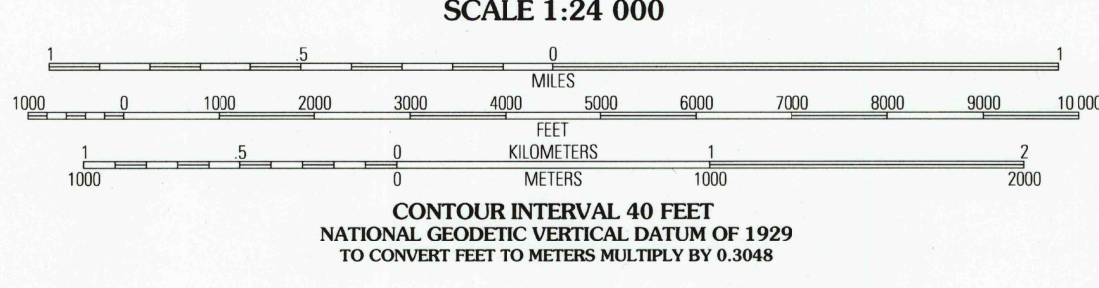 SCALE 1:24 000
1 .5 0 1
MILES
1000 0 1000 2000 3000 4000 5000 6000 7000 8000 9000 10 000
FEET
1 .5 0 KILOMETERS 1 2
1000 0 METERS 1000 2000
CONTOUR INTERVAL 40 FEET
NATIONAL GEODETIC VERTICAL DATUM OF 1929
TO CONVERT FEET TO METERS MULTIPLY BY 0.3048